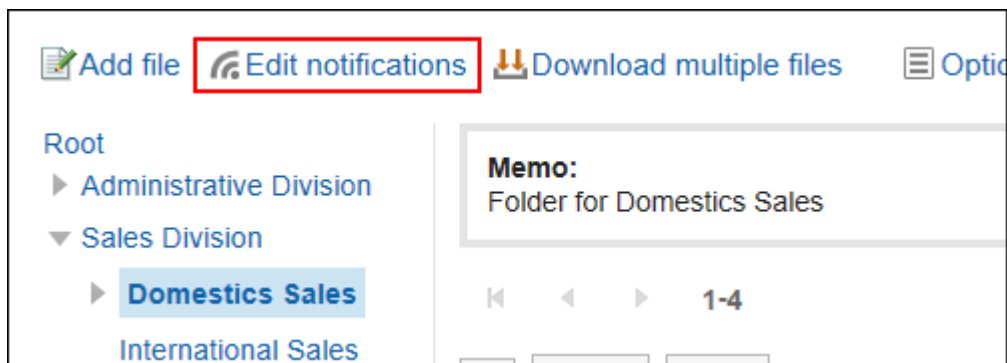 Add file Edit notifications Download multiple files Optic
Root
Administrative Division
Sales Division
Domestics Sales
International Sales
Memo:
Folder for Domestics Sales
1-4